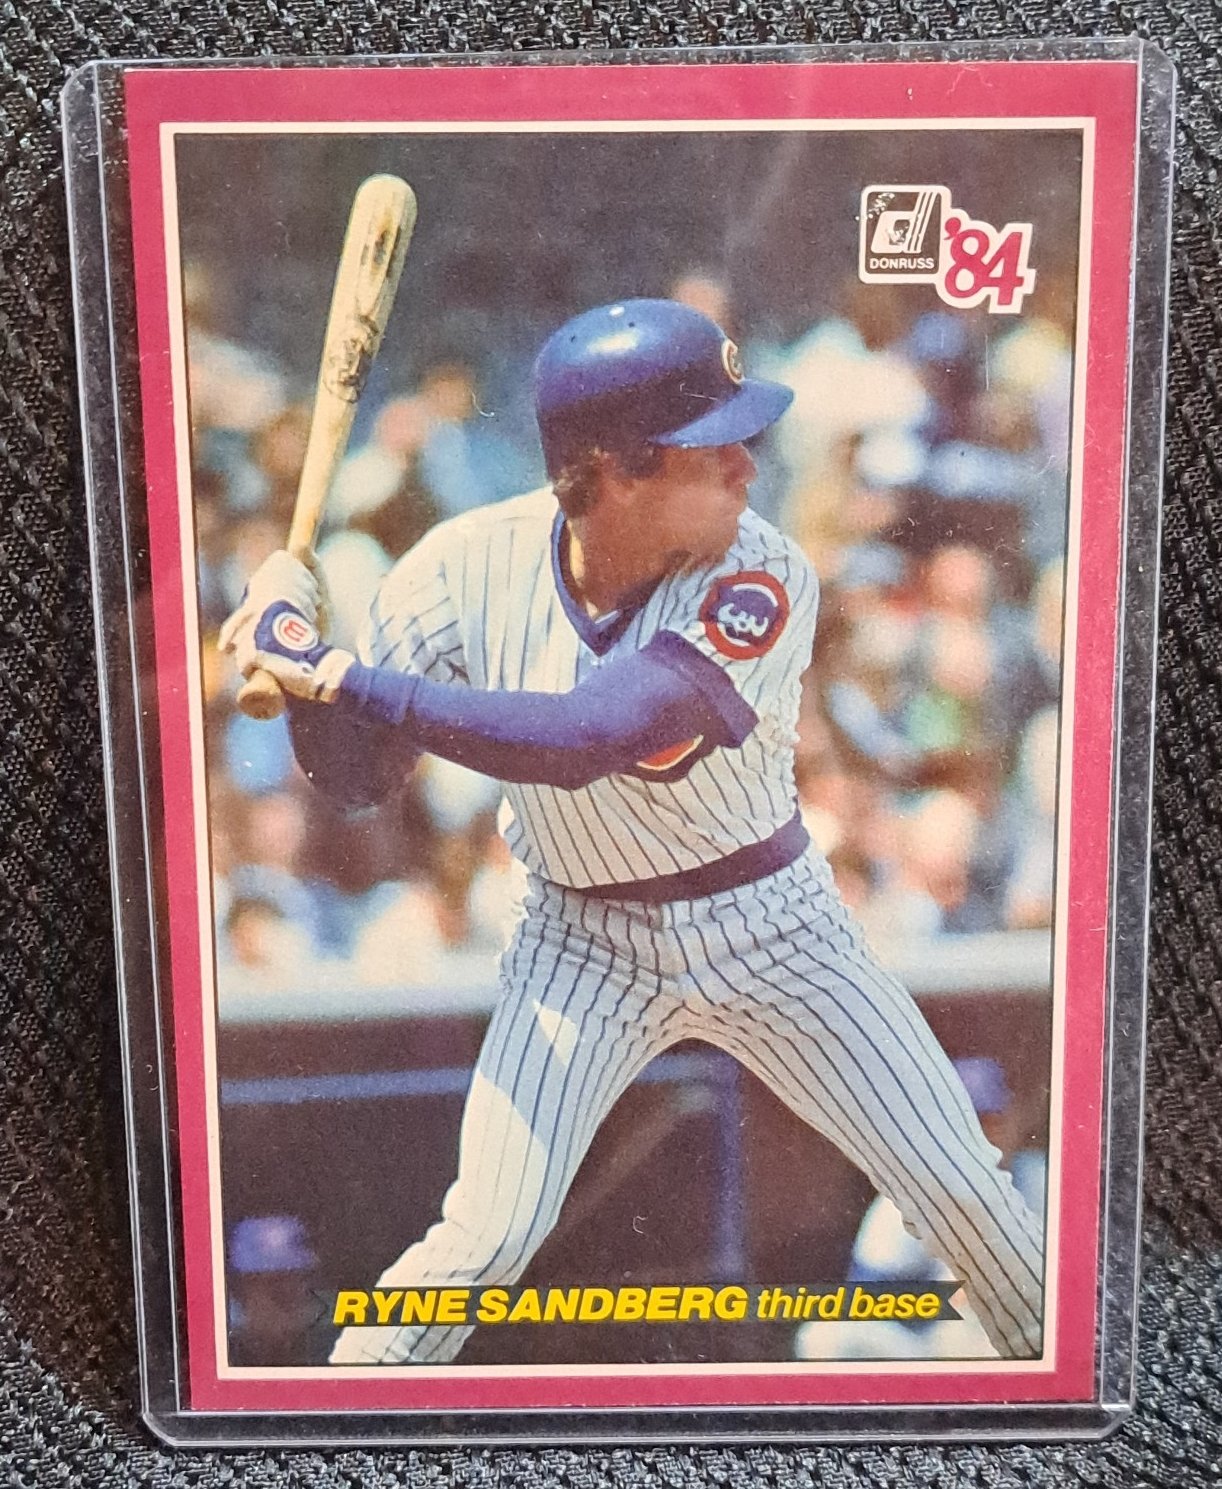 DONRUSS
'84
C
RYNE SANDBERG third base